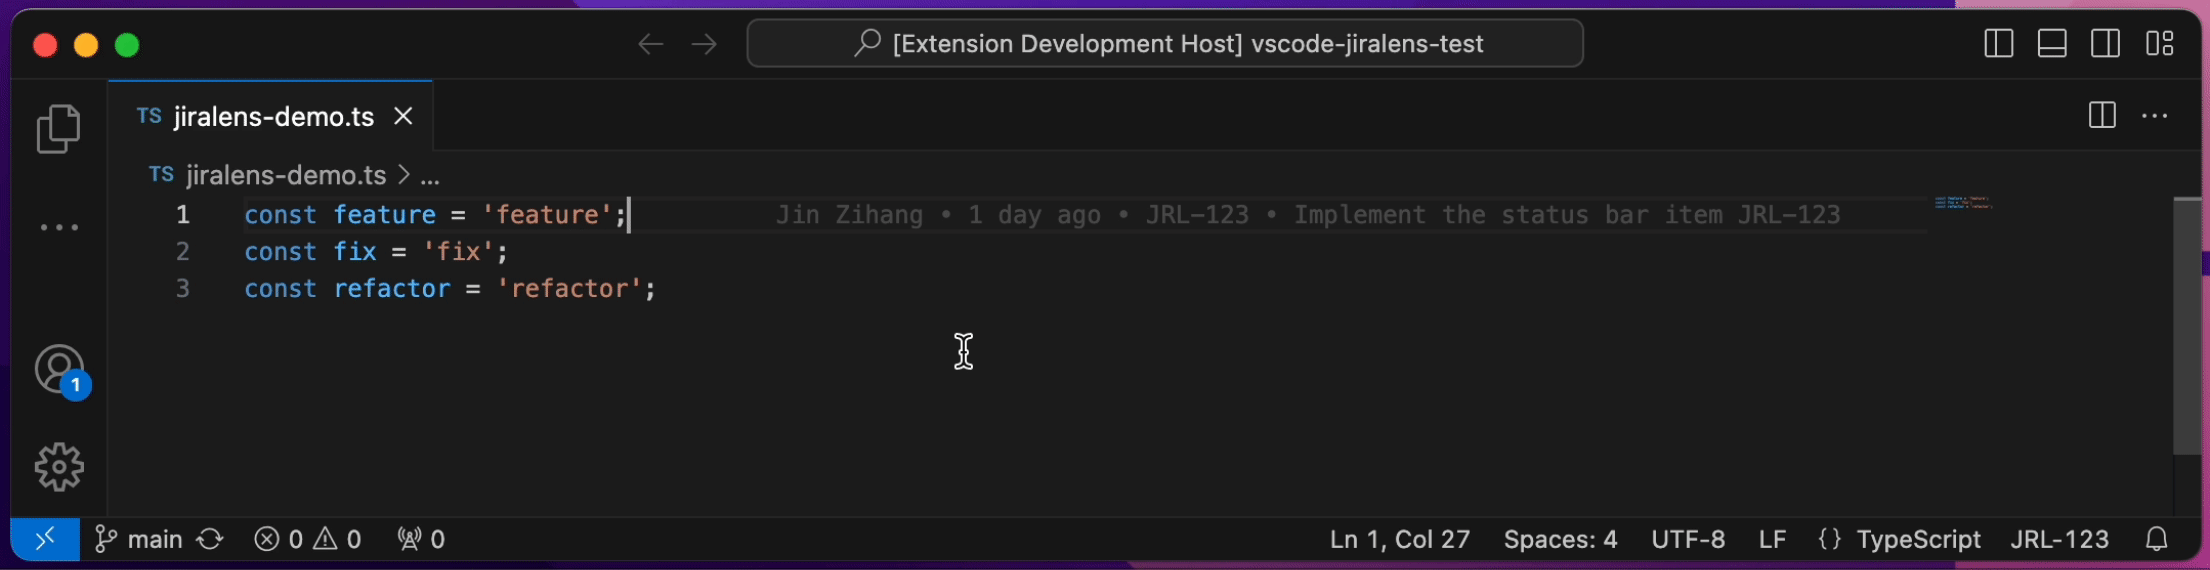 [Extension Development Host] vscode-jiralens-test
TS jiralens-demo.ts
TS jiralens-demo.ts > ...
1 const feature = 'feature'; Jin Zihang • 1 day ago • JRL-123 • Implement the status bar item JRL-123
2 const fix = 'fix';
3 const refactor = 'refactor';
1
main 0 0 0 Ln 1, Col 27 Spaces: 4 UTF-8 LF {} TypeScript JRL-123